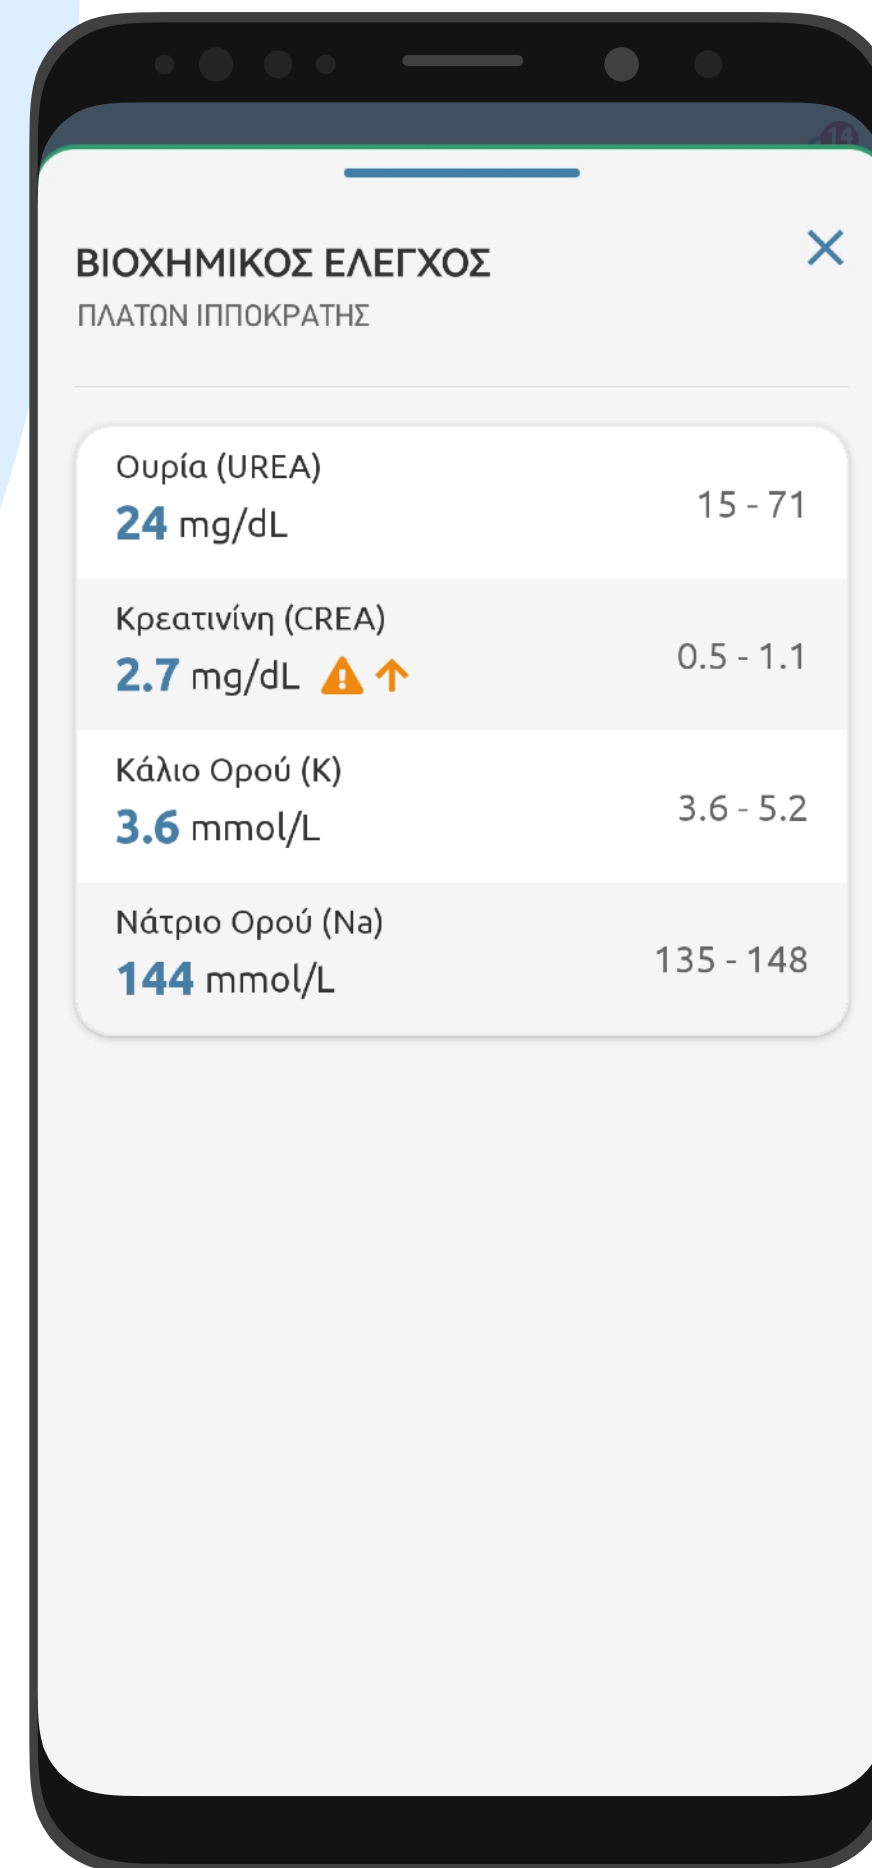 14
ΒΙΟΧΗΜΙΚΟΣ ΕΛΕΓΧΟΣ
ΠΛΑΤΩΝ ΙΠΠΟΚΡΑΤΗΣ
Ουρία (UREA)
24 mg/dL
15 - 71
Κρεατινίνη (CREA)
2.7 mg/dL
0.5 - 1.1
Κάλιο Ορού (K)
3.6 mmol/L
3.6 - 5.2
Νάτριο Ορού (Na)
144 mmol/L
135 - 148